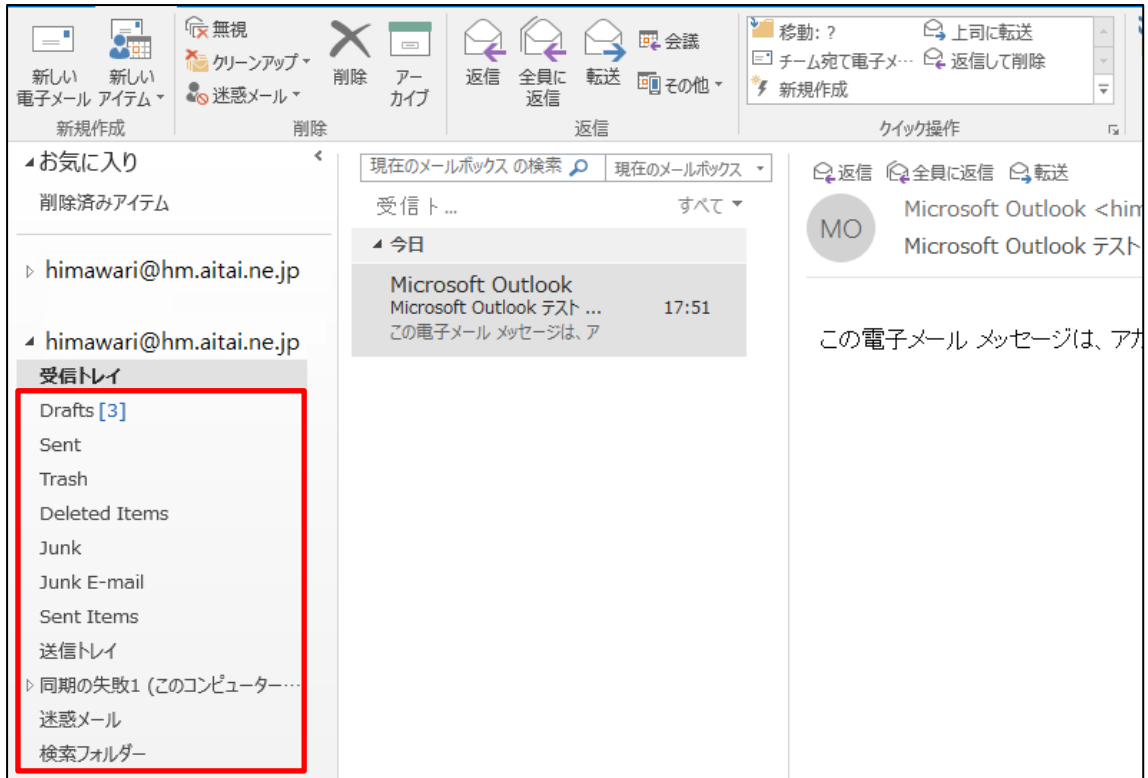 新しい
電子メール
新しい
アイテム
新規作成
無視
クリーンアップ
迷惑メール
削除
アー
カイブ
削除
返信
全員に
返信
転送
会議
その他
返信
移動: ?
チーム宛て電子メ…
新規作成
上司に転送
返信して削除
クイック操作
お気に入り
削除済みアイテム
himawari@hm.aitai.ne.jp
himawari@hm.aitai.ne.jp
受信トレイ
Drafts [3]
Sent
Trash
Deleted Items
Junk
Junk E-mail
Sent Items
送信トレイ
同期の失敗1 (このコンピューター…
迷惑メール
検索フォルダー
現在のメールボックス の検索
現在のメールボックス
受信ト...
すべて
今日
Microsoft Outlook
Microsoft Outlook テスト ... 17:51
この電子メール メッセージは、ア
返信 全員に返信 転送
MO
Microsoft Outlook <him
Microsoft Outlook テスト
この電子メール メッセージは、アカ